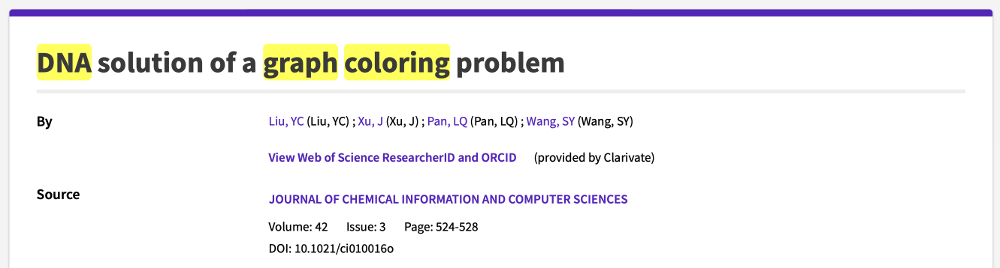 DNA solution of a graph coloring problem
By
Liu, YC (Liu, YC) ; Xu, J (Xu, J) ; Pan, LQ (Pan, LQ) ; Wang, SY (Wang, SY)
View Web of Science ResearcherID and ORCID (provided by Clarivate)
Source
JOURNAL OF CHEMICAL INFORMATION AND COMPUTER SCIENCES
Volume: 42 Issue: 3 Page: 524-528
DOI: 10.1021/ci010016o